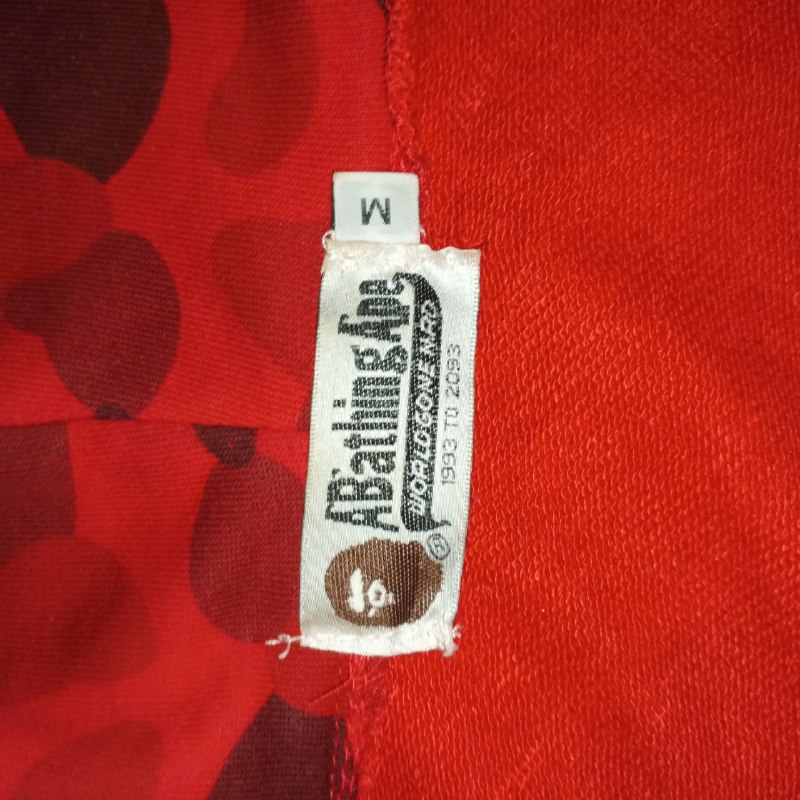 M
A Bathing Ape
WORLD GONE MAD
1993 TO 2093
®